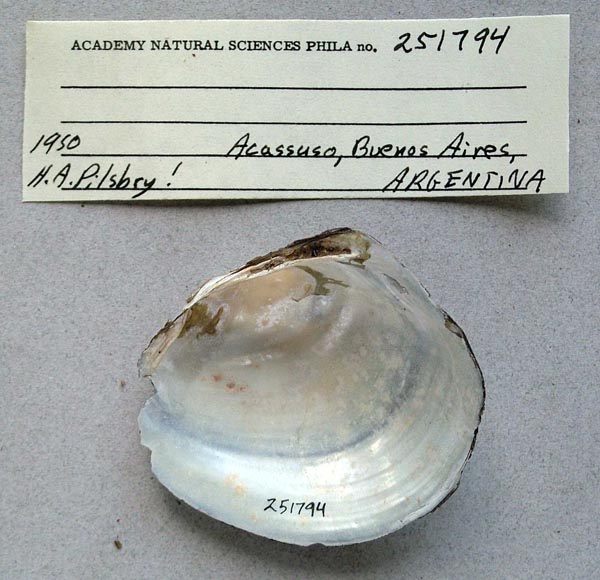 ACADEMY NATURAL SCIENCES PHILA no. 251794
1950 Acassuso, Buenos Aires,
H.A. Pilsbry! ARGENTINA
251794